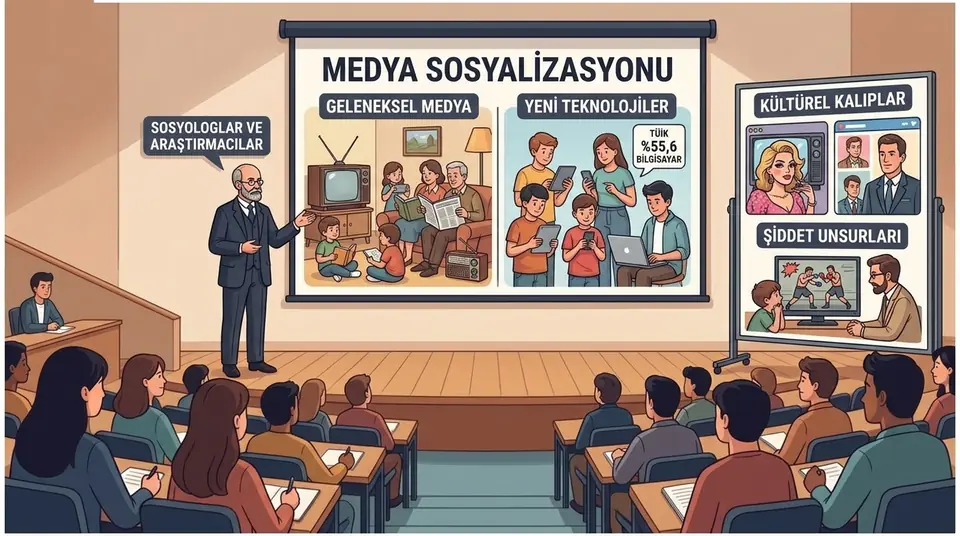 MEDYA SOSYALİZASYONU
GELENEKSEL MEDYA
YENİ TEKNOLOJİLER
TÜİK
%55,6
BİLGİSAYAR
SOSYOLOGLAR VE
ARAŞTIRMACILAR
KÜLTÜREL KALIPLAR
ŞİDDET UNSURLARI